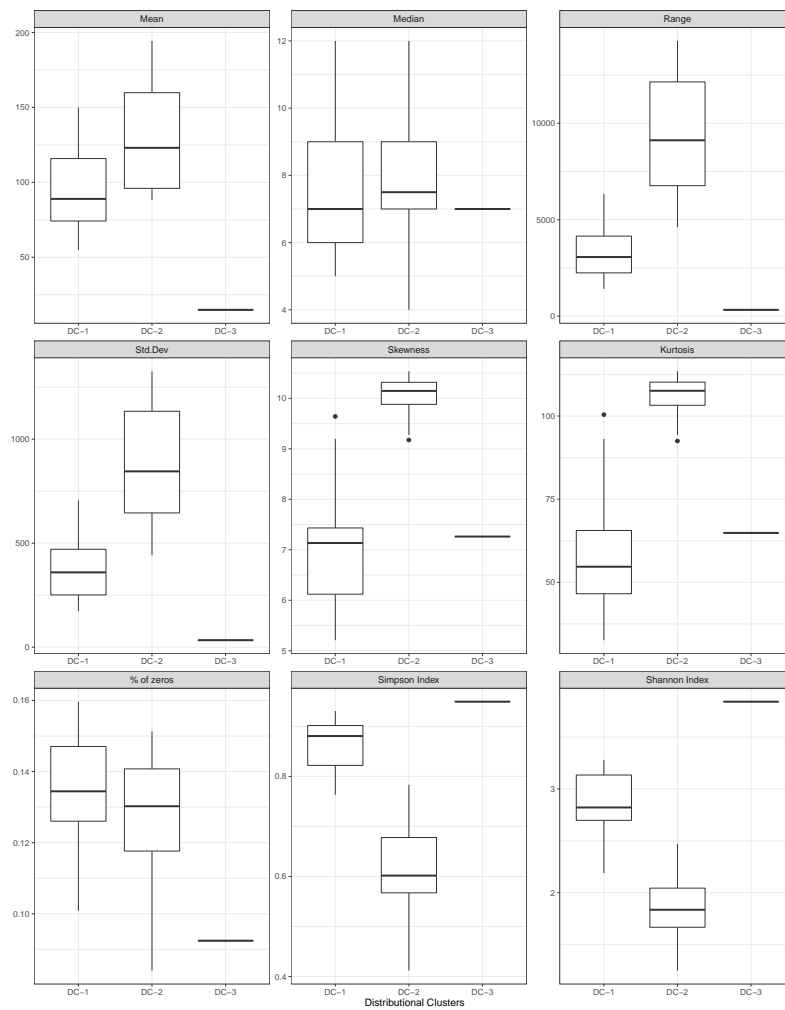 Mean
Median
Range
200
150
100
50
12
10
8
6
4
10000
5000
0
DC−1 DC−2 DC−3
DC−1 DC−2 DC−3
DC−1 DC−2 DC−3
Std.Dev
Skewness
Kurtosis
1000
500
0
10
9
8
7
6
5
100
75
50
DC−1 DC−2 DC−3
DC−1 DC−2 DC−3
DC−1 DC−2 DC−3
% of zeros
Simpson Index
Shannon Index
0.16
0.14
0.12
0.10
0.8
0.6
0.4
3
2
DC−1 DC−2 DC−3
DC−1 DC−2 DC−3
DC−1 DC−2 DC−3
Distributional Clusters